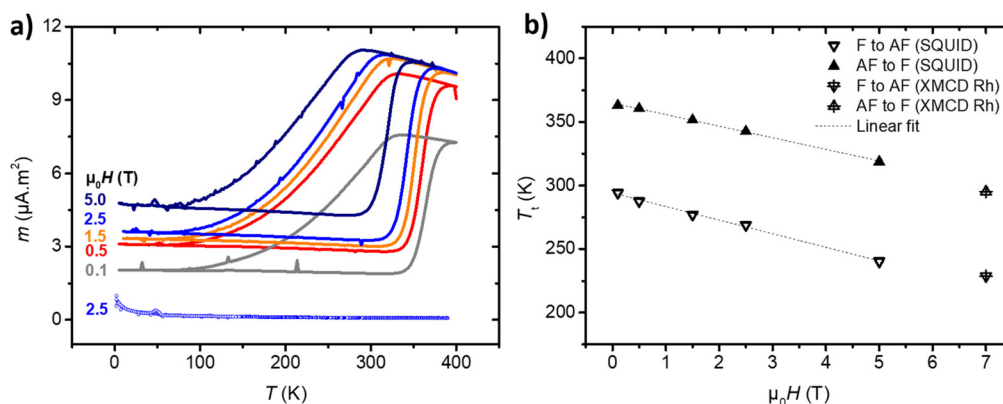 a)
12
9
6
3
0
m (µA.m²)
µ₀H (T)
5.0
2.5
1.5
0.5
0.1
2.5
0
100
200
300
400
T (K)
b)
400
350
300
250
200
Tt (K)
F to AF (SQUID)
AF to F (SQUID)
F to AF (XMCD Rh)
AF to F (XMCD Rh)
Linear fit
0
1
2
3
4
5
6
7
µ₀H (T)